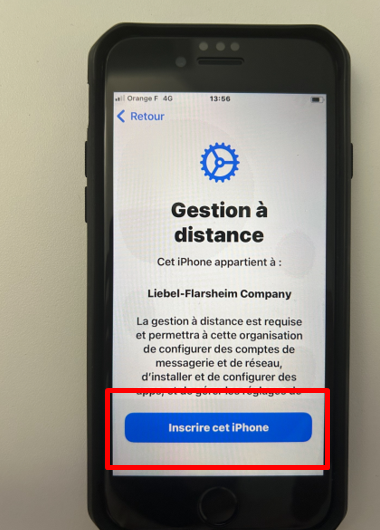 Orange F 4G 13:56
Retour
Gestion à
distance
Cet iPhone appartient à :
Liebel-Flarsheim Company
La gestion à distance est requise
et permettra à cette organisation
de configurer des comptes de
messagerie et de réseau,
d'installer et de configurer des
apps, et de gérer les réglages de
Inscrire cet iPhone